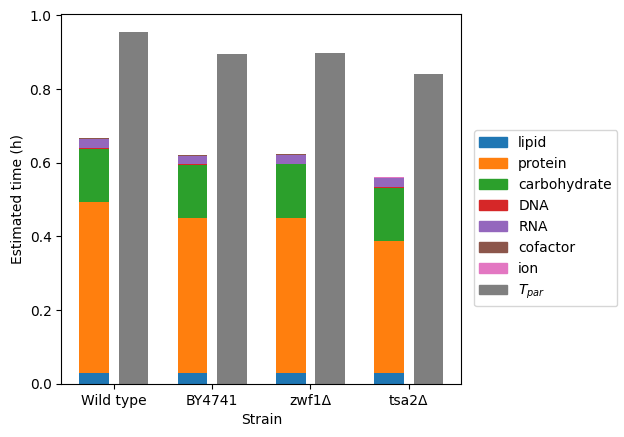 1.0
0.8
0.6
0.4
0.2
0.0
Estimated time (h)
Wild type
BY4741
zwf1Δ
tsa2Δ
Strain
lipid
protein
carbohydrate
DNA
RNA
cofactor
ion
T_par